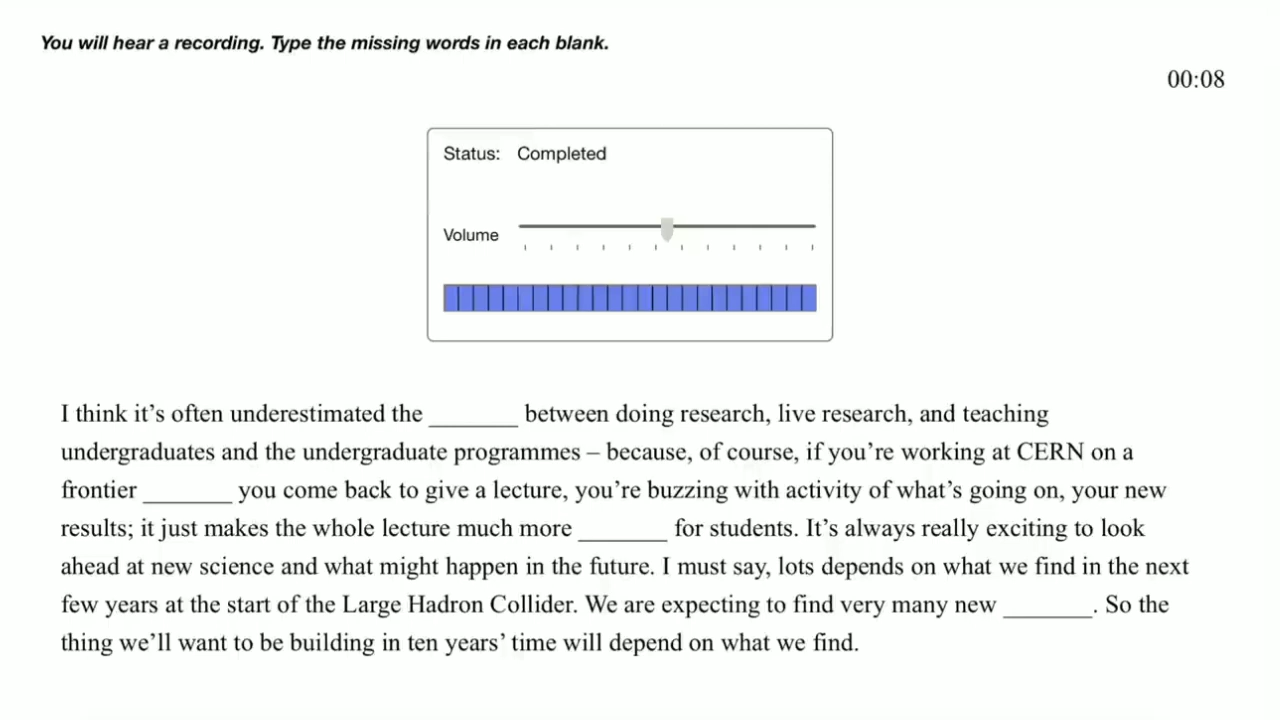 You will hear a recording. Type the missing words in each blank.
00:08
Status: Completed
Volume
I think it’s often underestimated the _______ between doing research, live research, and teaching
undergraduates and the undergraduate programmes – because, of course, if you’re working at CERN on a
frontier _______ you come back to give a lecture, you’re buzzing with activity of what’s going on, your new
results; it just makes the whole lecture much more _______ for students. It’s always really exciting to look
ahead at new science and what might happen in the future. I must say, lots depends on what we find in the next
few years at the start of the Large Hadron Collider. We are expecting to find very many new _______. So the
thing we’ll want to be building in ten years’ time will depend on what we find.